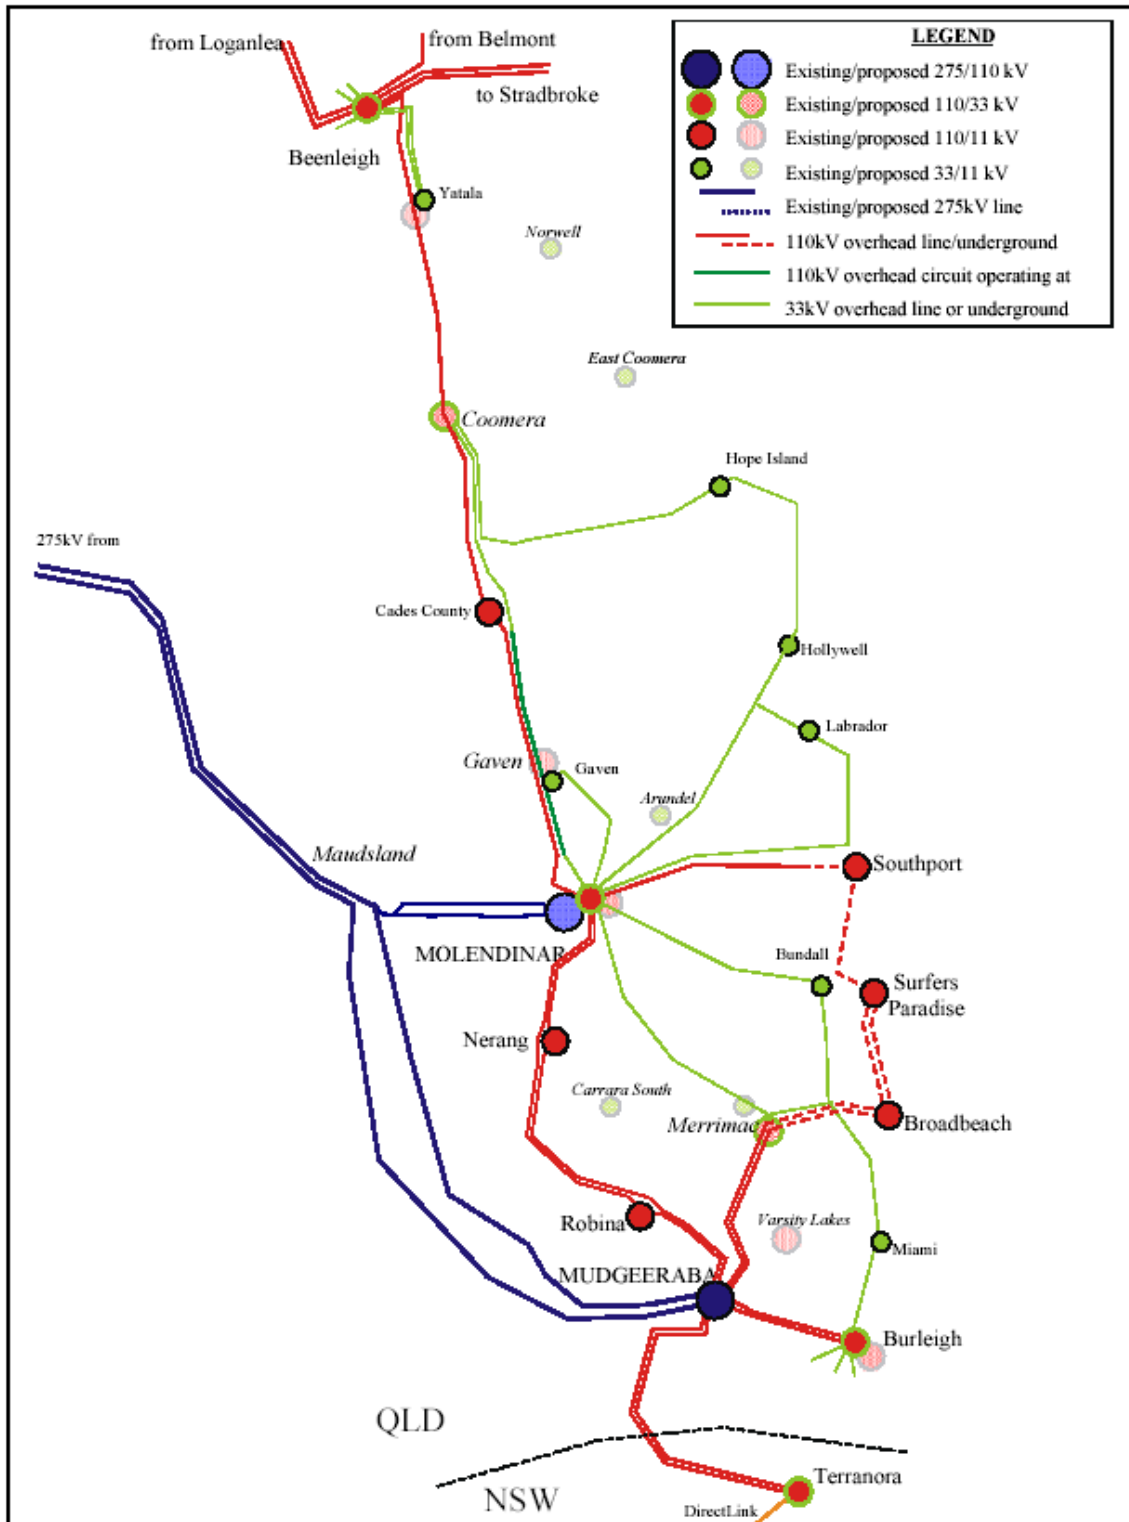 from Loganlea
from Belmont
to Stradbroke
Beenleigh
LEGEND
Existing/proposed 275/110 kV
Existing/proposed 110/33 kV
Existing/proposed 110/11 kV
Existing/proposed 33/11 kV
Existing/proposed 275kV line
110kV overhead line/underground
110kV overhead circuit operating at
33kV overhead line or underground
Yatala
Norwell
East Coomera
Coomera
Hope Island
275kV from
Cades County
Hollywell
Labrador
Gaven
Gaven
Arundel
Maudsland
Southport
MOLENDINAR
Bundall
Surfers
Paradise
Nerang
Carrara South
Merrimac
Broadbeach
Robina
Varsity Lakes
Miami
MUDGEERABA
Burleigh
QLD
NSW
Terranora
DirectLink